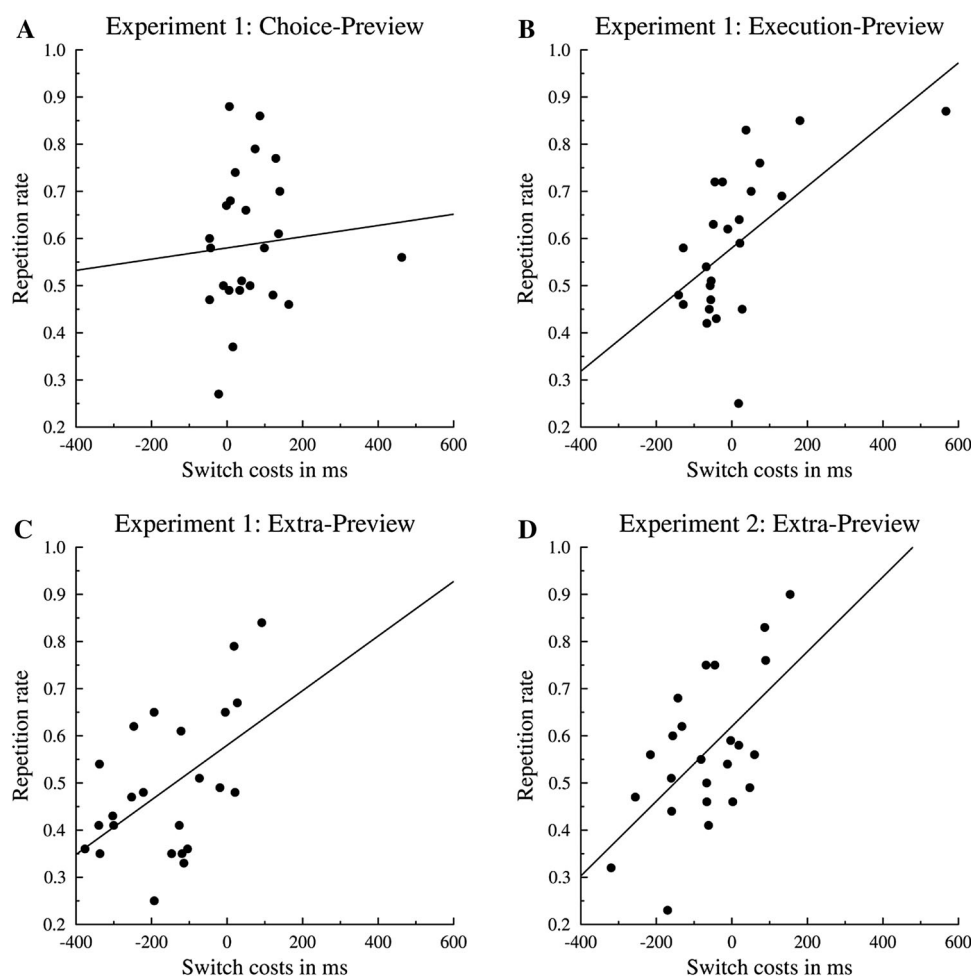 A Experiment 1: Choice-Preview
1.0
0.9
0.8
0.7
0.6
0.5
0.4
0.3
0.2
Repetition rate
-400 -200 0 200 400 600
Switch costs in ms
B Experiment 1: Execution-Preview
1.0
0.9
0.8
0.7
0.6
0.5
0.4
0.3
0.2
Repetition rate
-400 -200 0 200 400 600
Switch costs in ms
C Experiment 1: Extra-Preview
1.0
0.9
0.8
0.7
0.6
0.5
0.4
0.3
0.2
Repetition rate
-400 -200 0 200 400 600
Switch costs in ms
D Experiment 2: Extra-Preview
1.0
0.9
0.8
0.7
0.6
0.5
0.4
0.3
0.2
Repetition rate
-400 -200 0 200 400 600
Switch costs in ms